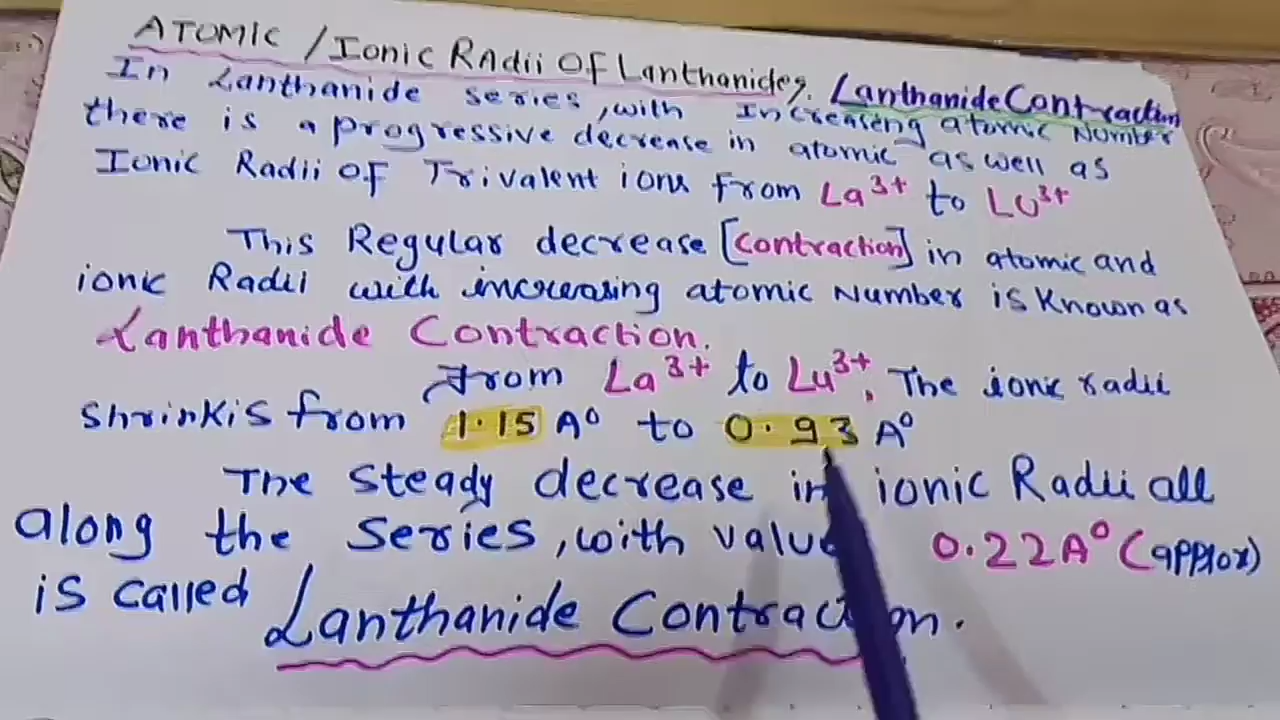 ATOMIC / Ionic Radii Of Lanthanides. Lanthanide Contraction
In Lanthanide series, with Increasing atomic Number
there is a progressive decrease in atomic as well as
Ionic Radii of Trivalent ions from La³⁺ to LU³⁺
This Regular decrease [contraction] in atomic and
ionic Radii with increasing atomic Number is known as
Lanthanide Contraction.
From La³⁺ to Lu³⁺, The ionic radii
shrinkis from 1.15 A⁰ to 0.93 A⁰
The steady decrease in ionic Radii all
along the series, with value 0.22A⁰ (approx)
is called Lanthanide Contraction.